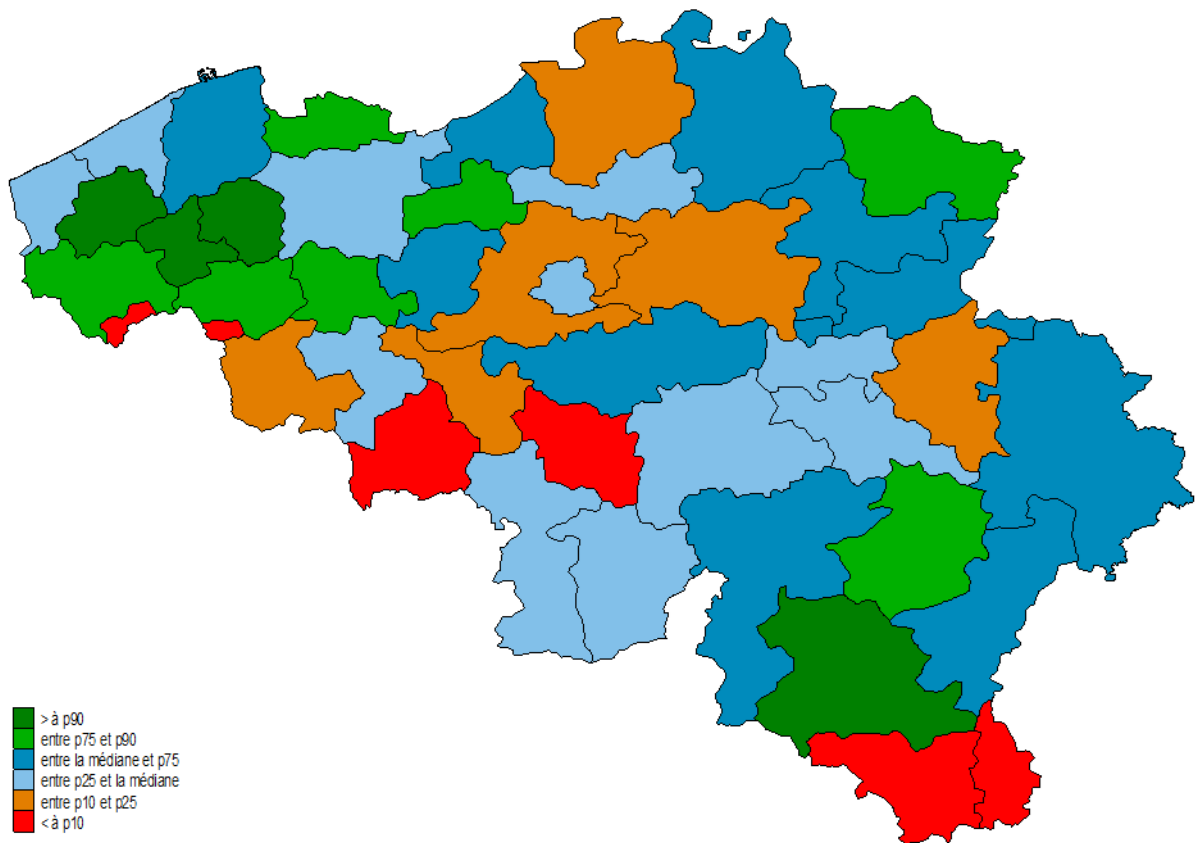 > à p90
entre p75 et p90
entre la médiane et p75
entre p25 et la médiane
entre p10 et p25
< à p10